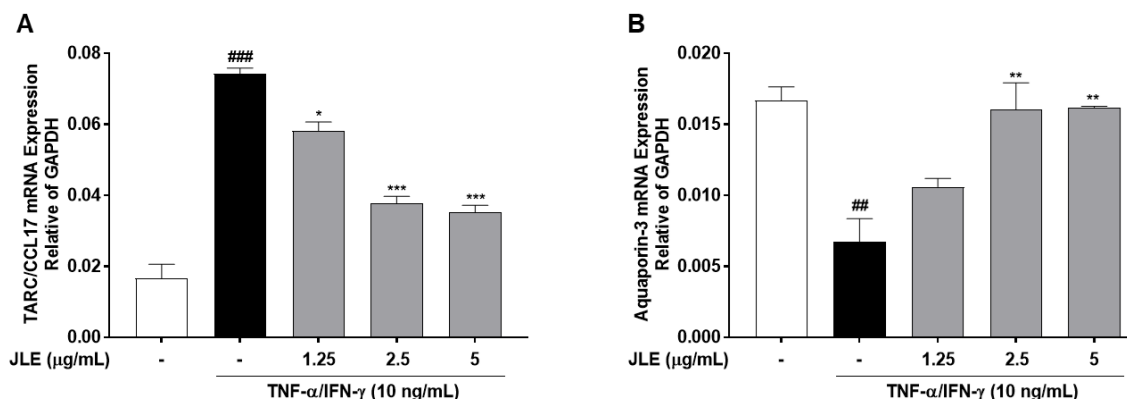 A
TARC/CCL17 mRNA Expression
Relative of GAPDH
0.08
0.06
0.04
0.02
0.00
###
*
***
***
JLE (μg/mL)
- - 1.25 2.5 5
TNF-α/IFN-γ (10 ng/mL)
B
Aquaporin-3 mRNA Expression
Relative of GAPDH
0.020
0.015
0.010
0.005
0.000
##
**
**
JLE (μg/mL)
- - 1.25 2.5 5
TNF-α/IFN-γ (10 ng/mL)